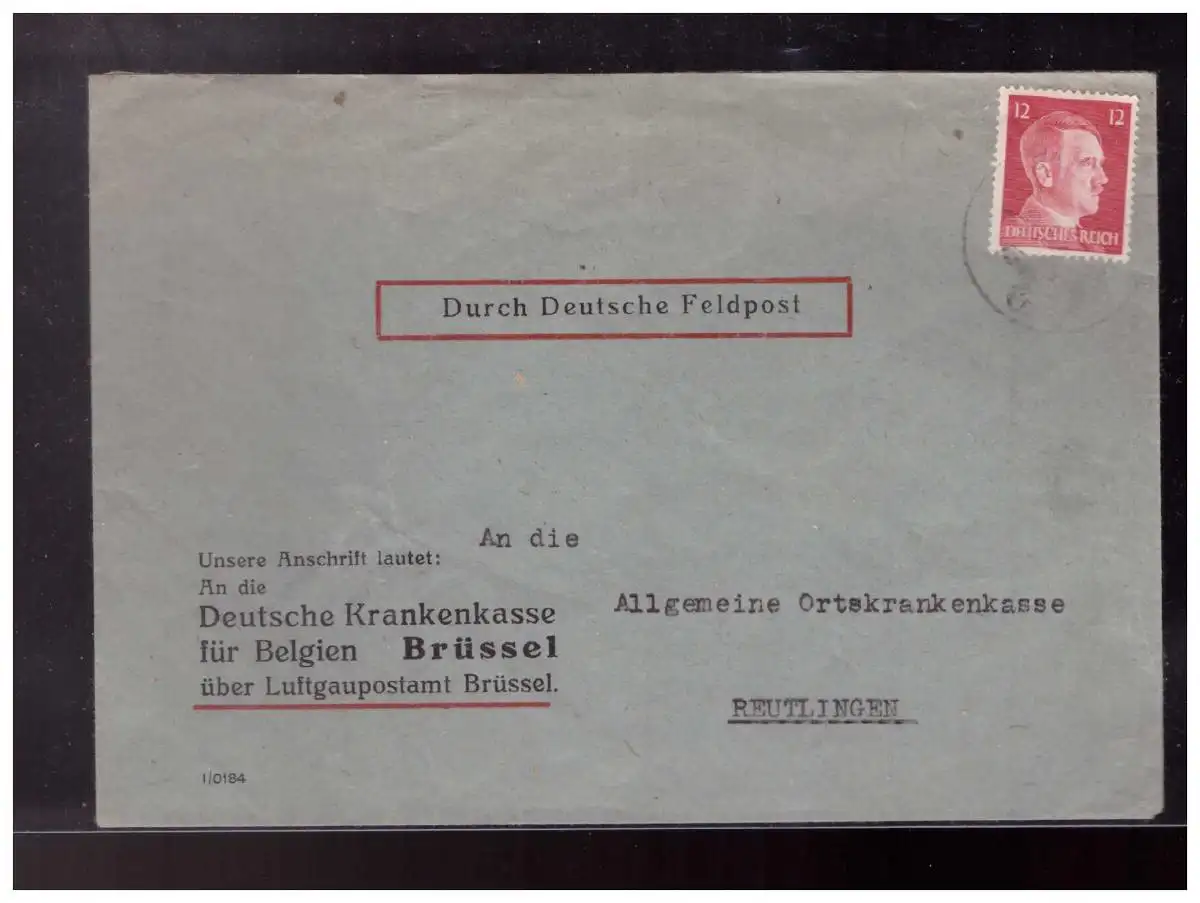 12 12
DEUTSCHES REICH
Durch Deutsche Feldpost
An die
Unsere Anschrift lautet:
An die
Deutsche Krankenkasse
für Belgien Brüssel
über Luftgaupostamt Brüssel.
Allgemeine Ortskrankenkasse
REUTLINGEN
I/0184